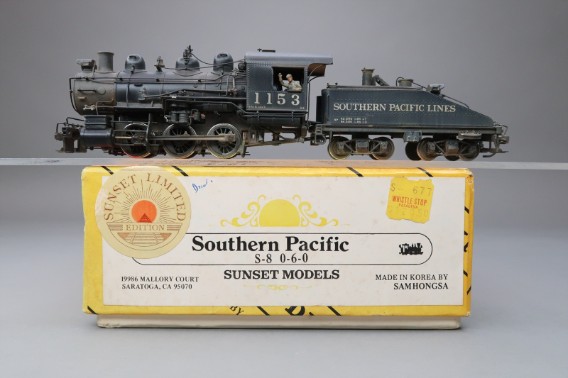 1153
SOUTHERN PACIFIC LINES
SUNSET LIMITED
EDITION
WHISTLE STOP
Southern Pacific
S-8 0-6-0
SUNSET MODELS
19986 MALLORY COURT
SARATOGA, CA 95070
MADE IN KOREA BY
SAMHONGSA